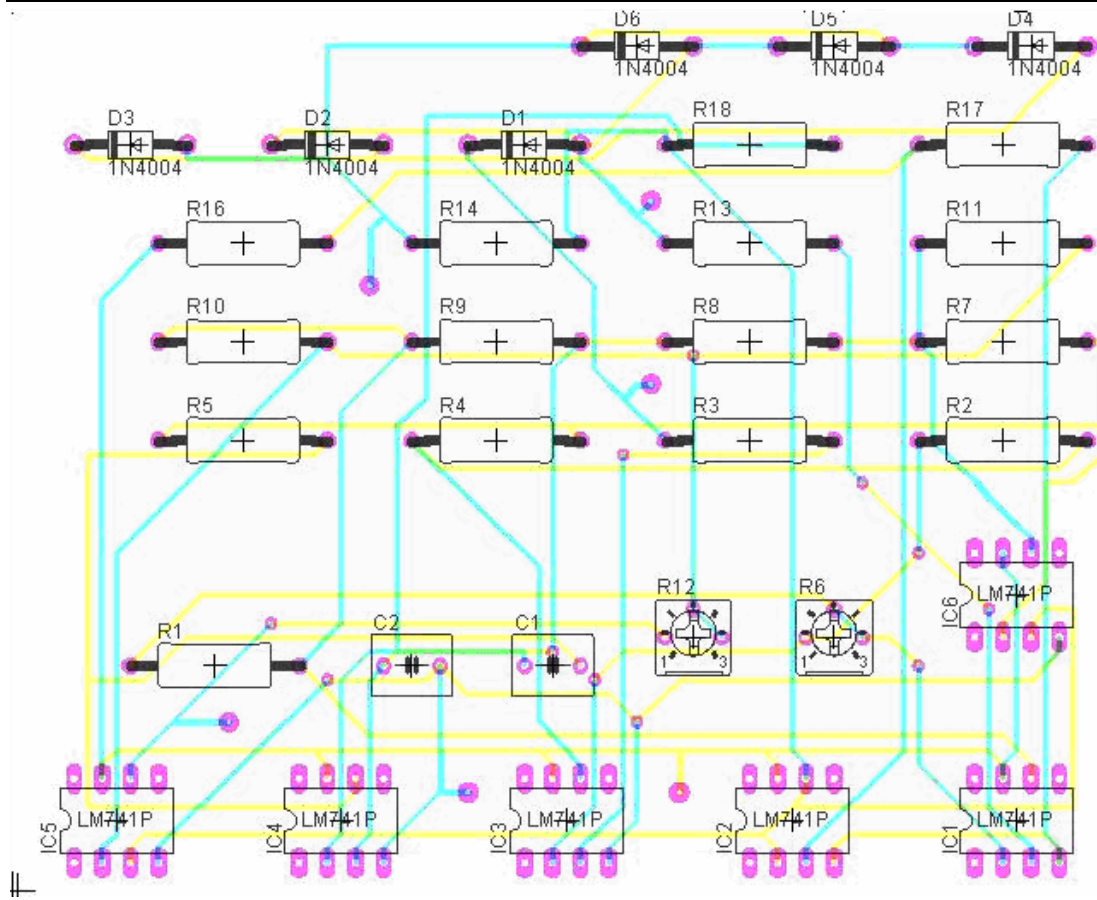 D6 D5 D4
1N4004 1N4004 1N4004
D3 D2 D1 R18 R17
1N4004 1N4004 1N4004
R16 R14 R13 R11
R10 R9 R8 R7
R5 R4 R3 R2
R12 R6
LM741P
IC6
R1 C2 C1
1 3 1 3
LM741P LM741P LM741P LM741P LM741P
IC5 IC4 IC3 IC2 IC1